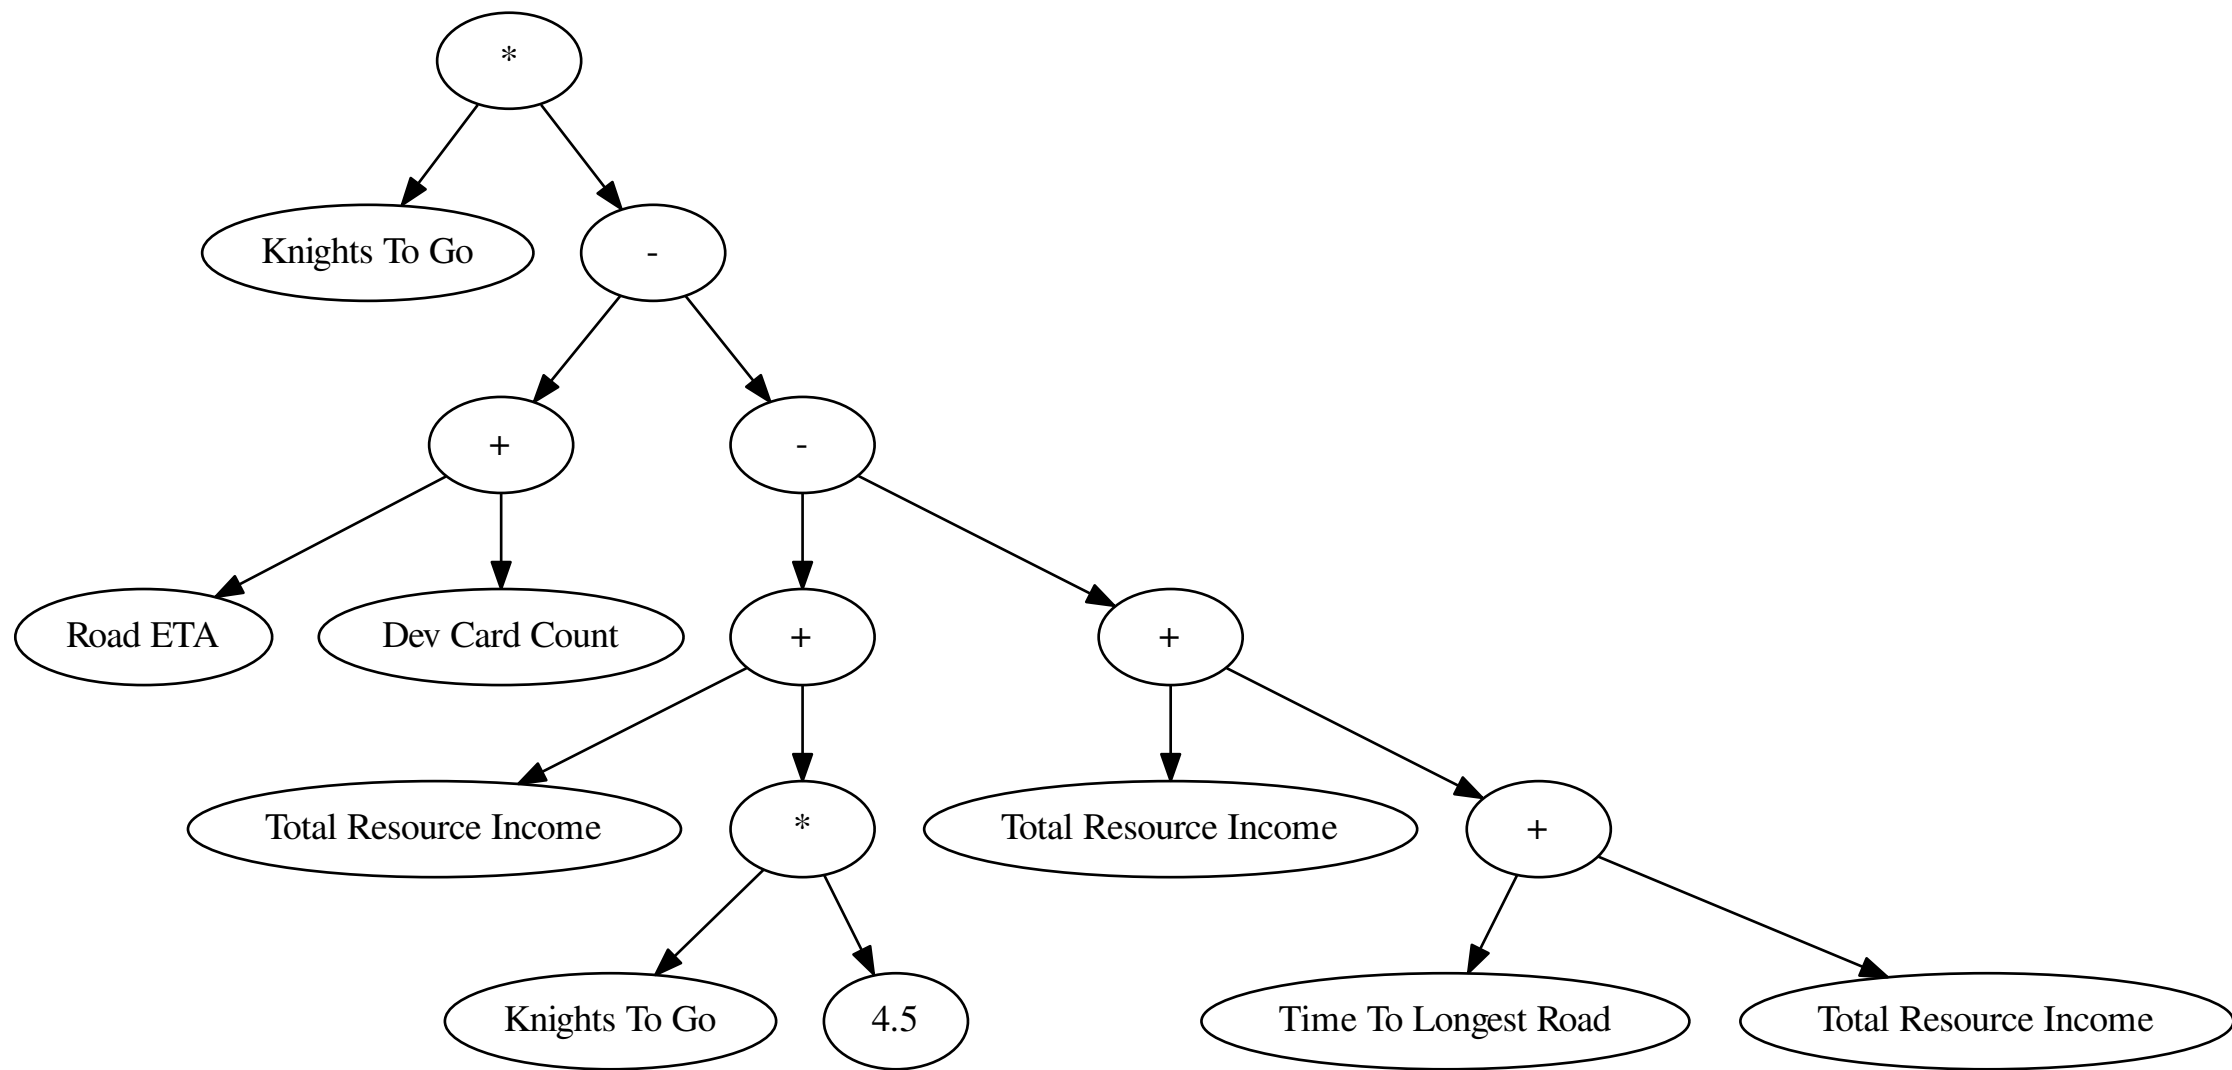 *
Knights To Go
-
+
-
Road ETA
Dev Card Count
+
+
Total Resource Income
*
Total Resource Income
+
Knights To Go
4.5
Time To Longest Road
Total Resource Income